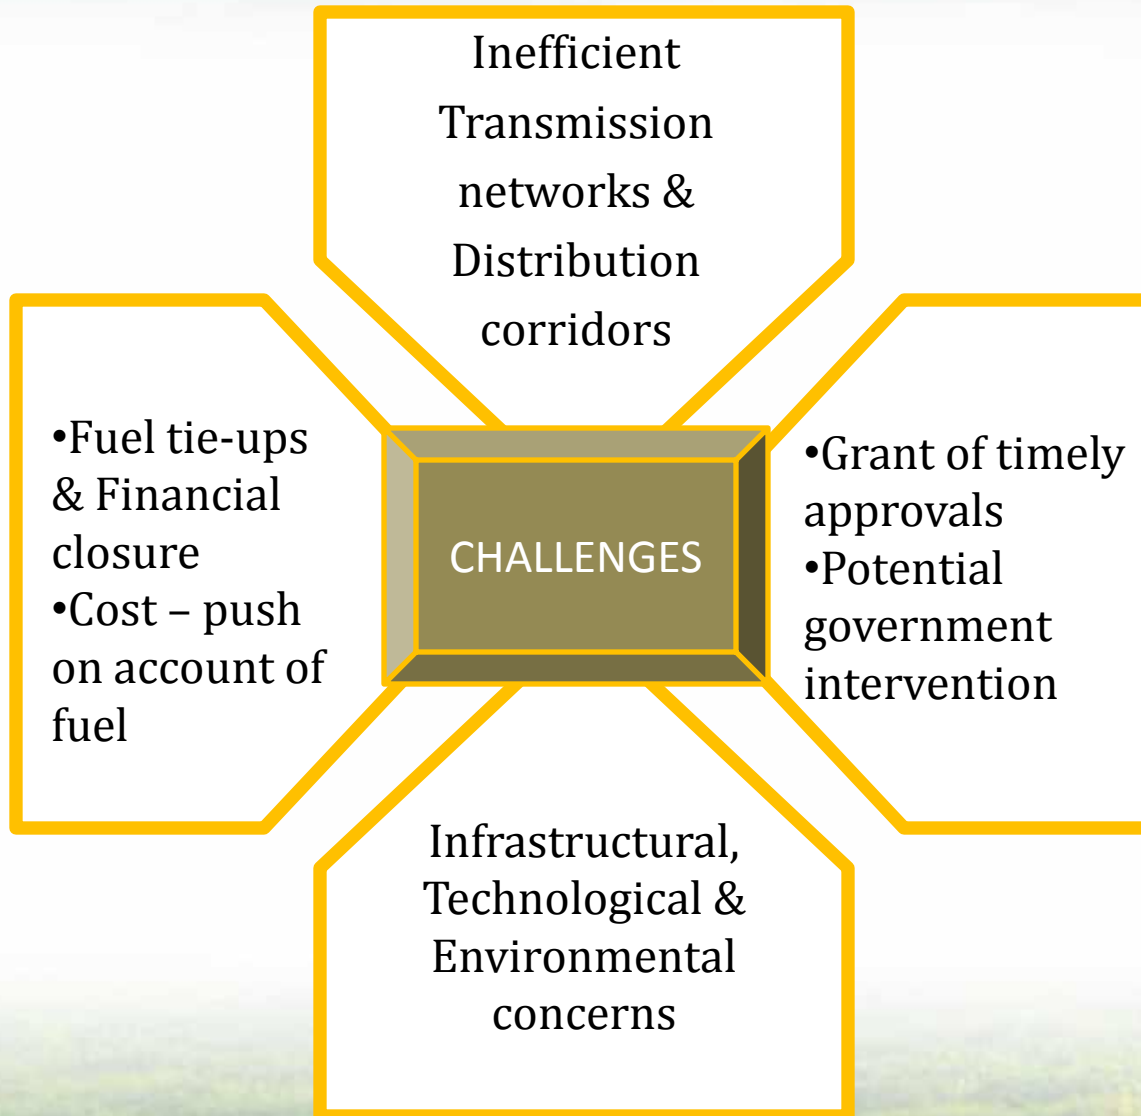 Inefficient
Transmission
networks &
Distribution
corridors
•Fuel tie-ups
& Financial
closure
•Cost – push
on account of
fuel
CHALLENGES
•Grant of timely
approvals
•Potential
government
intervention
Infrastructural,
Technological &
Environmental
concerns